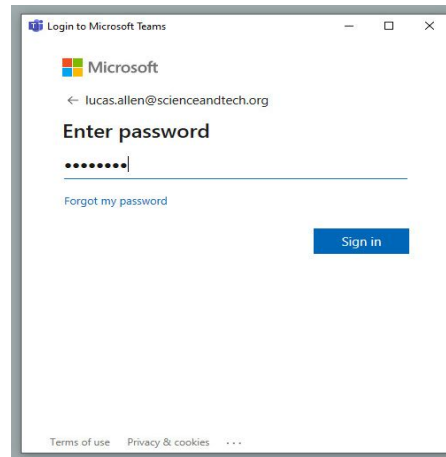 Login to Microsoft Teams
Microsoft
← lucas.allen@scienceandtech.org
Enter password
••••••••
Forgot my password
Sign in
Terms of use Privacy & cookies ...